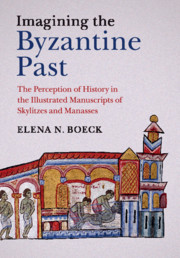 Imagining the
Byzantine
Past
The Perception of History in
the Illustrated Manuscripts of
Skylitzes and Manasses
ELENA N. BOECK